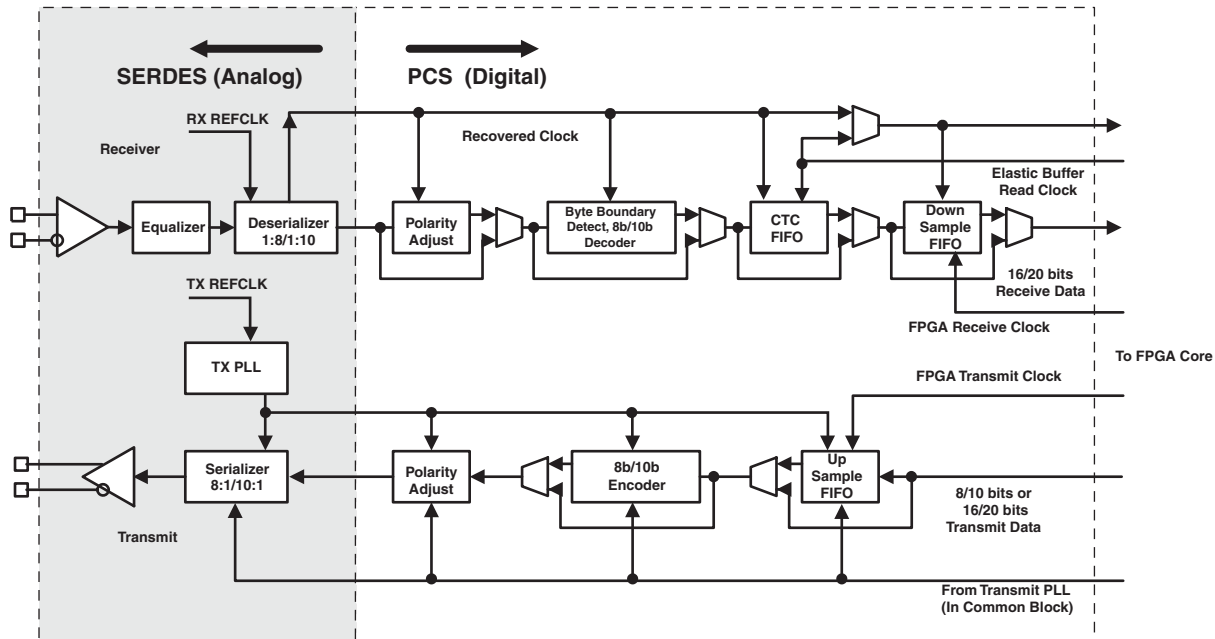 SERDES (Analog)
PCS (Digital)
RX REFCLK
Receiver
Recovered Clock
Elastic Buffer
Read Clock
Equalizer
Deserializer
1:8/1:10
Polarity
Adjust
Byte Boundary
Detect, 8b/10b
Decoder
CTC
FIFO
Down
Sample
FIFO
16/20 bits
Receive Data
TX REFCLK
FPGA Receive Clock
TX PLL
To FPGA Core
FPGA Transmit Clock
Serializer
8:1/10:1
Polarity
Adjust
8b/10b
Encoder
Up
Sample
FIFO
8/10 bits or
16/20 bits
Transmit Data
Transmit
From Transmit PLL
(In Common Block)